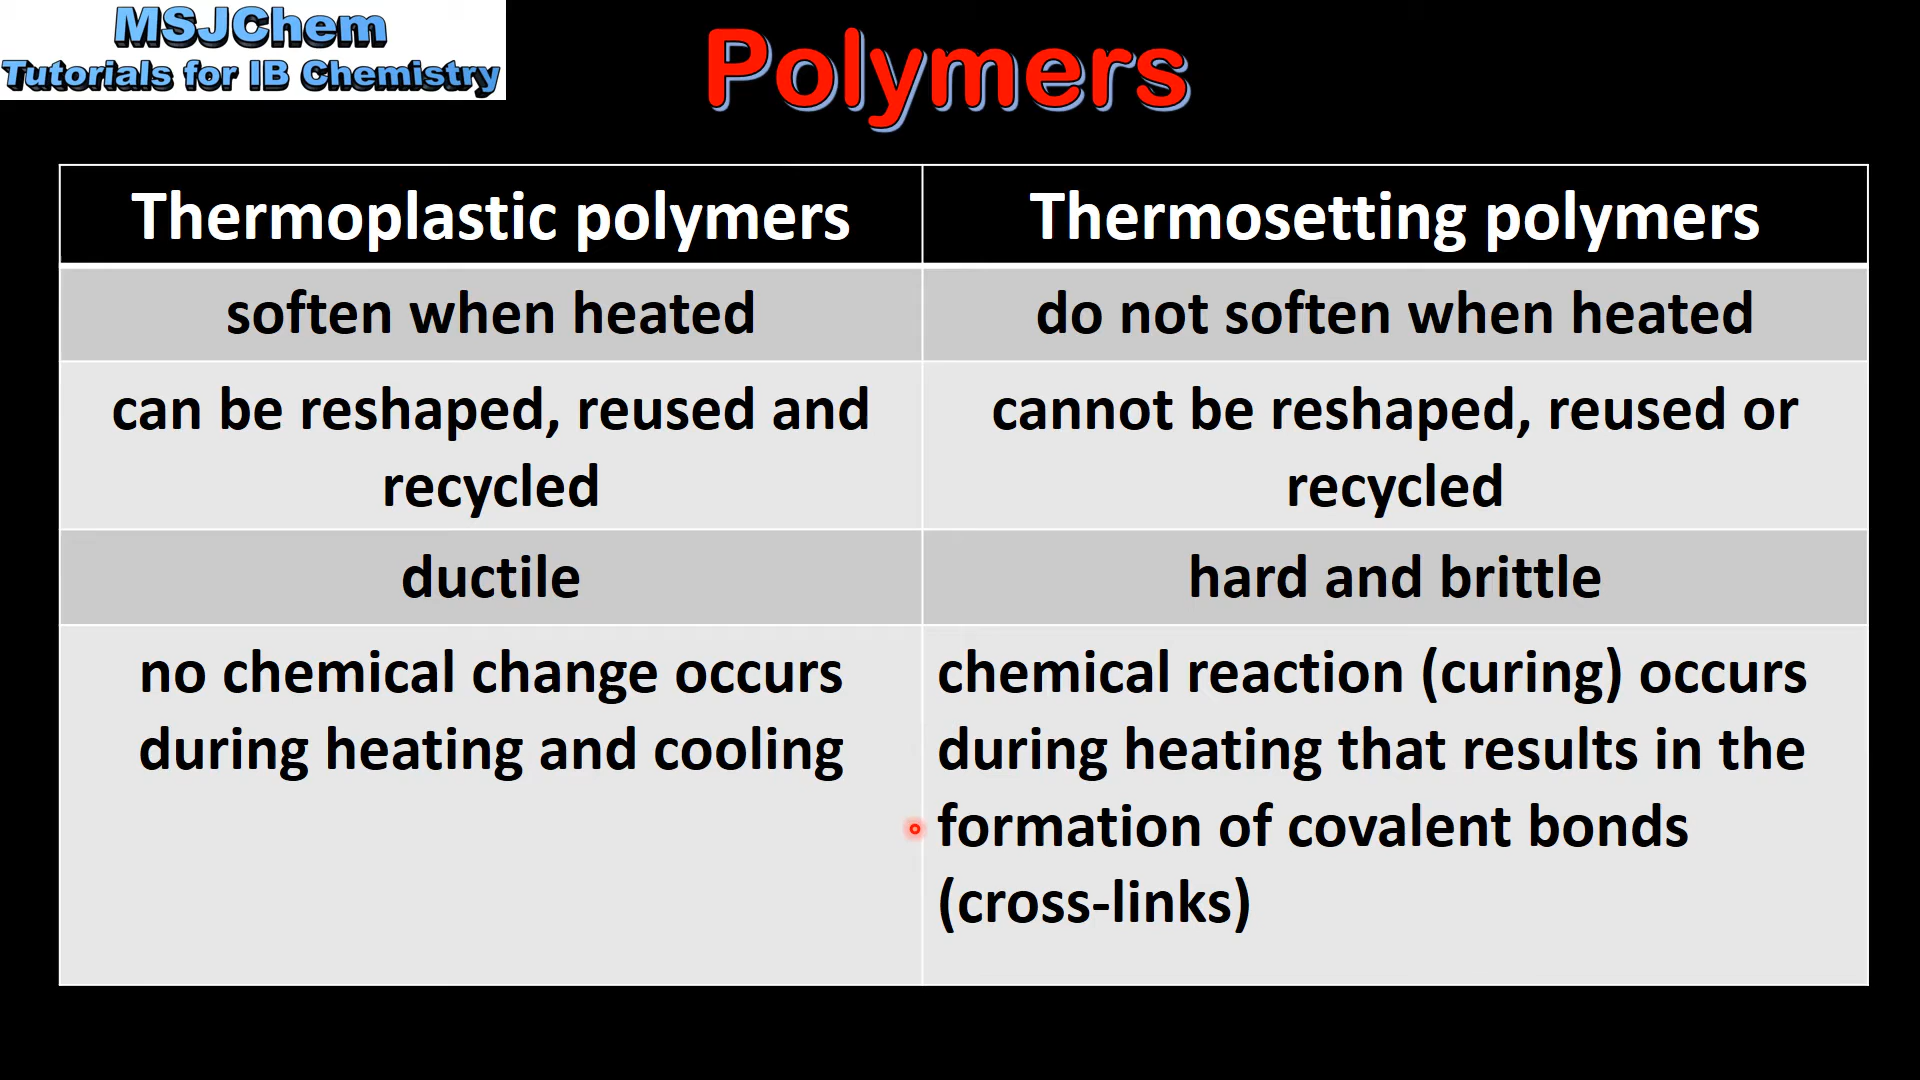 MSJChem
Tutorials for IB Chemistry
Polymers
Thermoplastic polymers
Thermosetting polymers
soften when heated
do not soften when heated
can be reshaped, reused and
recycled
cannot be reshaped, reused or
recycled
ductile
hard and brittle
no chemical change occurs
during heating and cooling
chemical reaction (curing) occurs
during heating that results in the
formation of covalent bonds
(cross-links)